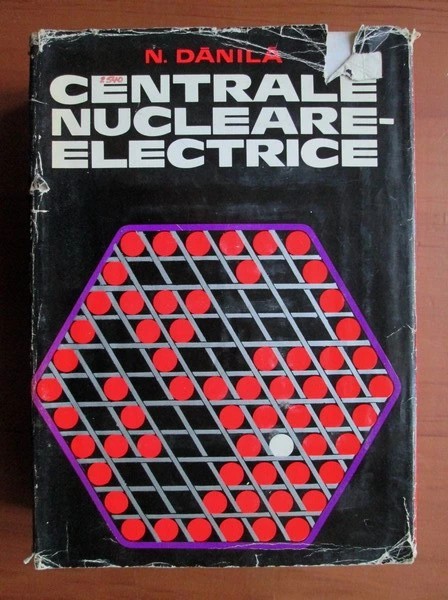 N. DĂNILĂ
CENTRALE
NUCLEARE-
ELECTRICE